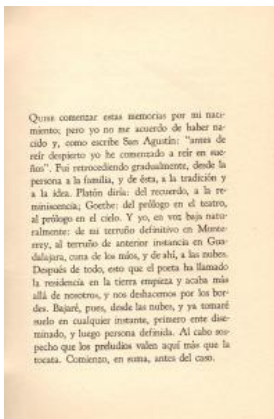 QUISE comenzar estas memorias por mi naci-
miento; pero yo no me acuerdo de haber na-
cido y, como escribe San Agustín: "antes de
reír despierto yo he comenzado a reír en sue-
ños". Fui retrocediendo gradualmente, desde la
persona a la familia, y de ésta, a la tradición y
a la idea. Platón diría: del recuerdo, a la re-
miniscencia; Goethe: del prólogo en el teatro,
al prólogo en el cielo. Y yo, en voz baja natu-
ralmente: de mi terruño definitivo en Monte-
rrey, al terruño de anterior instancia en Gua-
dalajara, cuna de los míos, y de ahí, a las nubes.
Después de todo, esto que el poeta ha llamado
la residencia en la tierra empieza y acaba más
allá de nosotros, y nos deshacemos por los bor-
des. Bajaré, pues, desde las nubes, y ya tomaré
suelo en cualquier instante, primero ente dise-
minado, y luego persona definida. Al cabo sos-
pecho que los preludios valen aquí más que la
tocata. Comienzo, en suma, antes del caso.